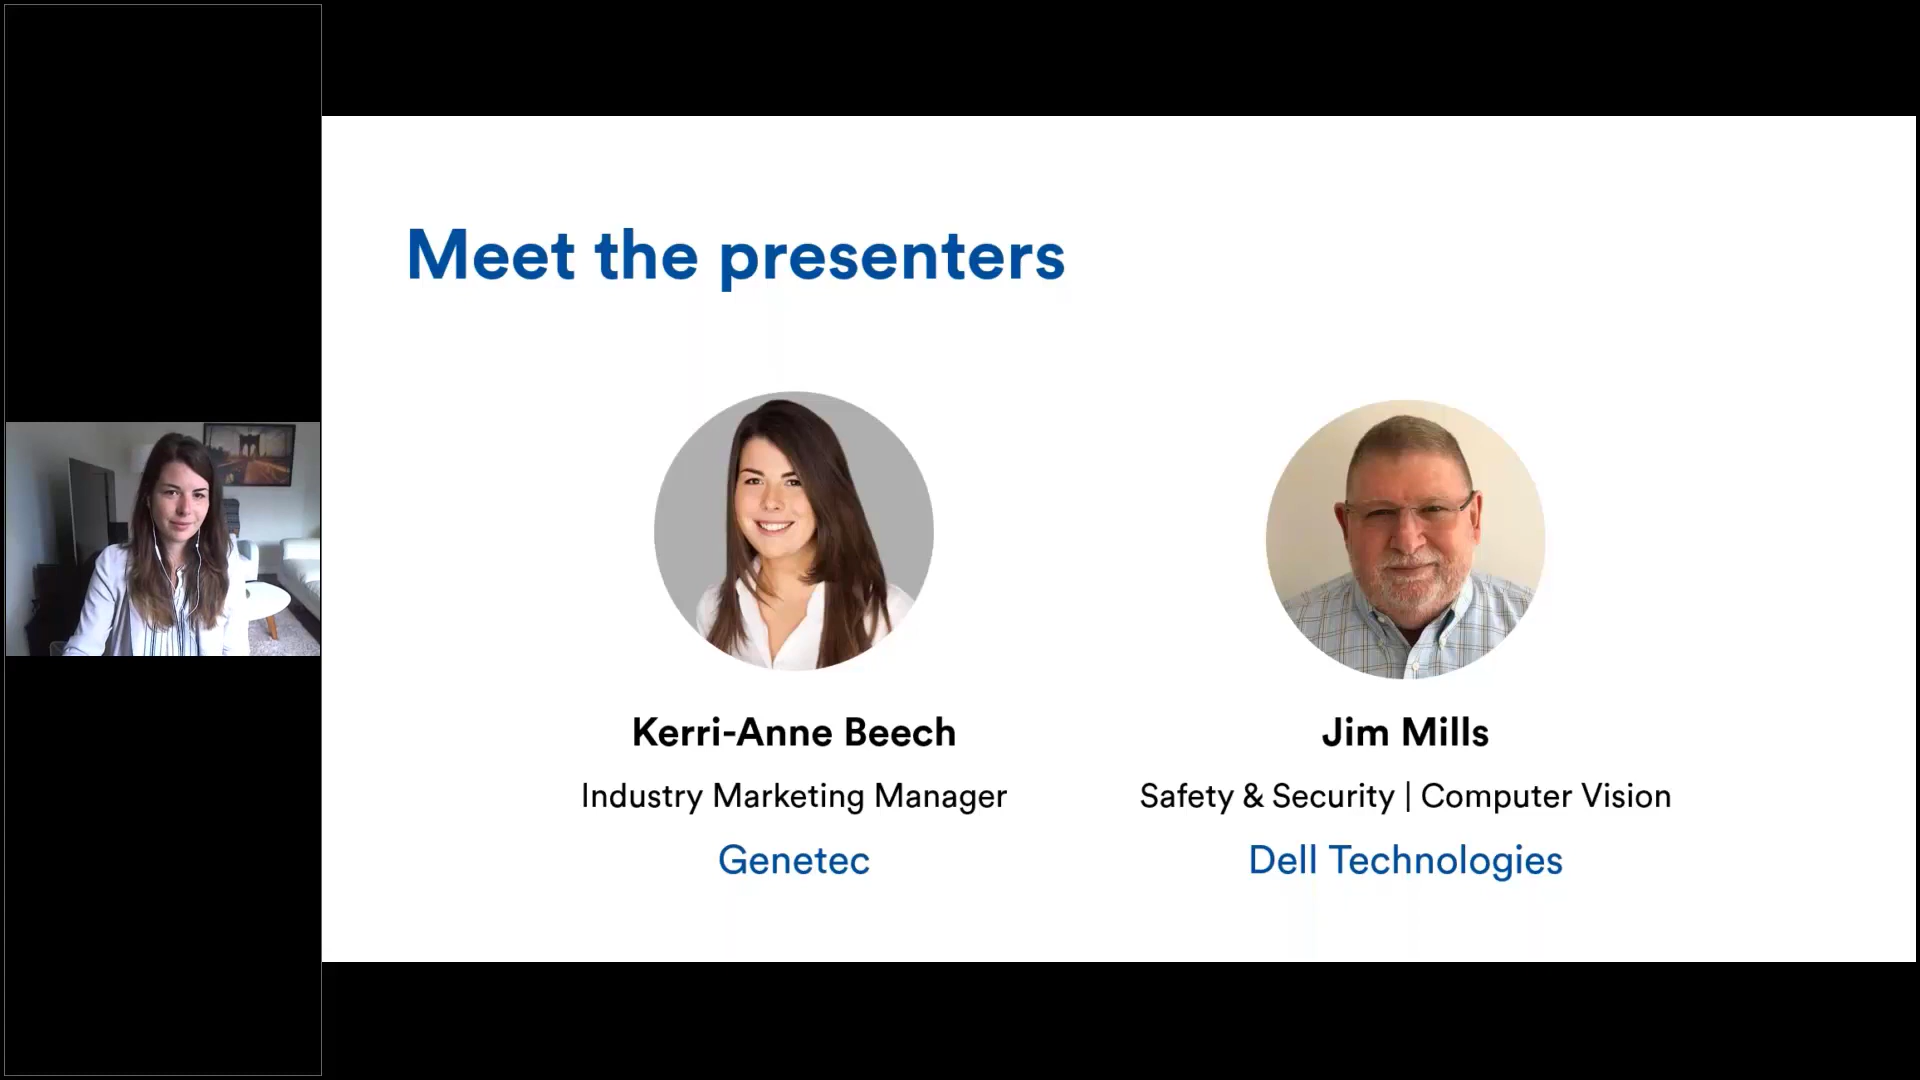 Meet the presenters
Kerri-Anne Beech
Industry Marketing Manager
Genetec
Jim Mills
Safety & Security | Computer Vision
Dell Technologies